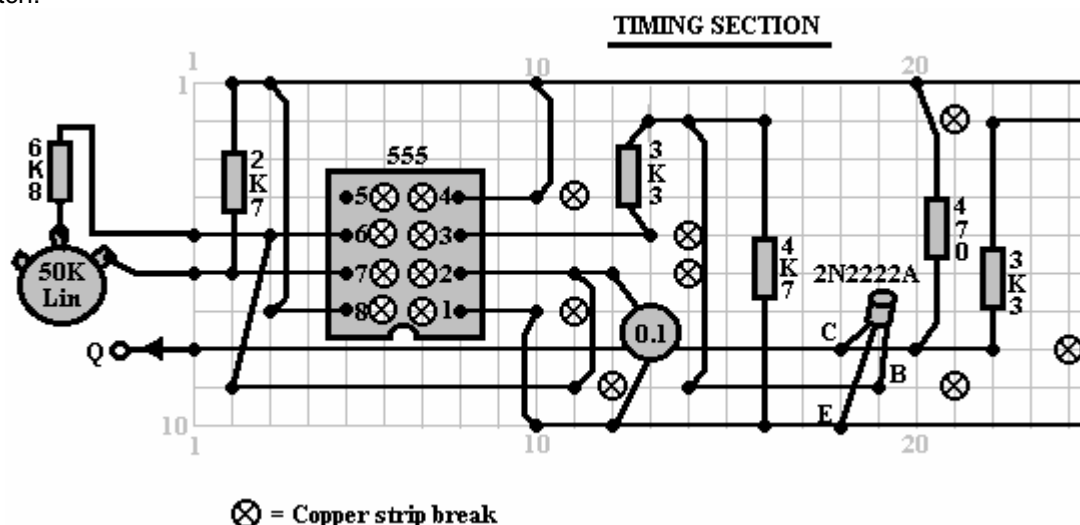 TIMING SECTION
1
10
20
1
6K8
2K7
555
3K3
5
4
6
3
7
2
8
1
50K
Lin
4K7
2N2222A
470
3K3
0.1
C
Q
B
E
10
1
10
20
= Copper strip break